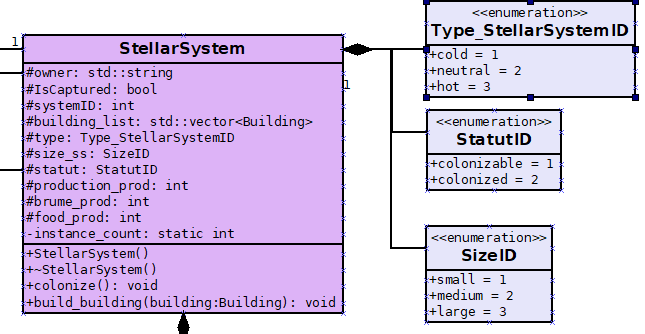 1
StellarSystem
#owner: std::string
#IsCaptured: bool
#systemID: int
#building_list: std::vector<Building>
#type: Type_StellarSystemID
#size_ss: SizeID
#statut: StatutID
#production_prod: int
#brume_prod: int
#food_prod: int
-instance_count: static int
+StellarSystem()
+~StellarSystem()
+colonize(): void
+build_building(building:Building): void
1
<<enumeration>>
Type_StellarSystemID
+cold = 1
+neutral = 2
+hot = 3
<<enumeration>>
StatutID
+colonizable = 1
+colonized = 2
<<enumeration>>
SizeID
+small = 1
+medium = 2
+large = 3